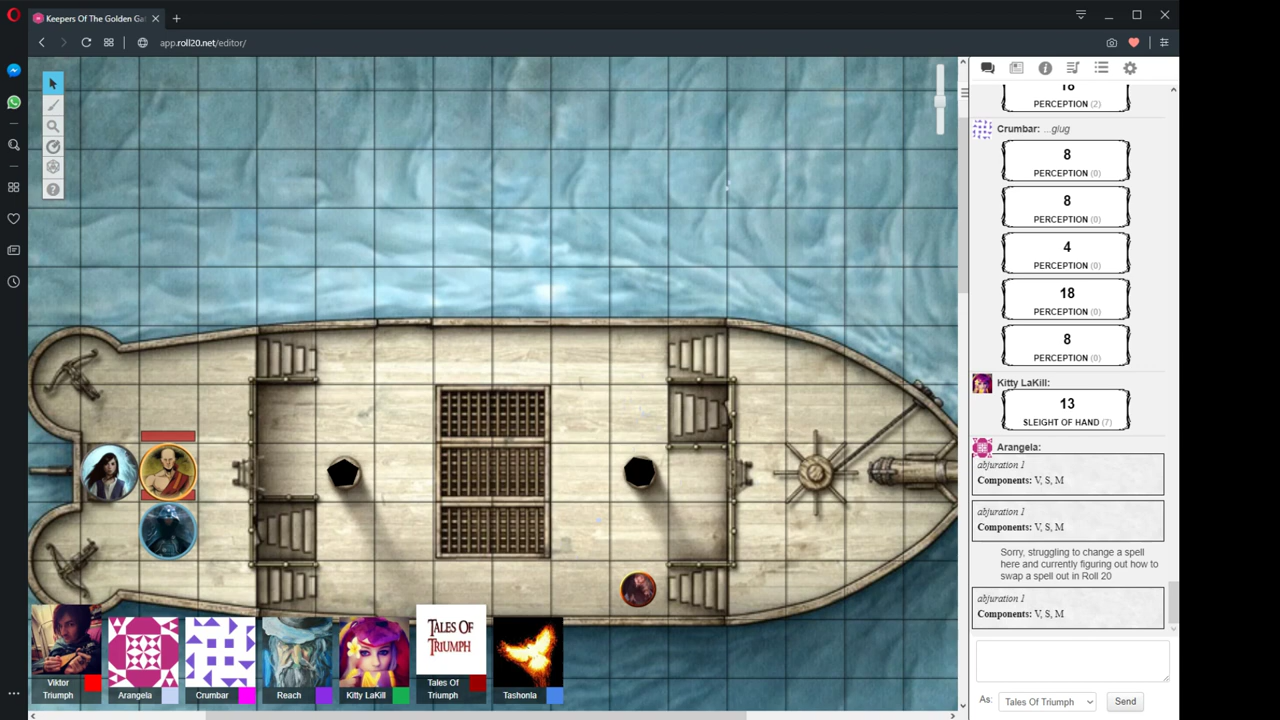 Keepers Of The Golden Ga
app.roll20.net/editor/
18
PERCEPTION (2)
Crumbar: ...glug
8
PERCEPTION (0)
8
PERCEPTION (0)
4
PERCEPTION (0)
18
PERCEPTION (0)
8
PERCEPTION (0)
Kitty LaKill:
13
SLEIGHT OF HAND (7)
Arangela:
abjuration 1
Components: V, S, M
abjuration 1
Components: V, S, M
Sorry, struggling to change a spell
here and currently figuring out how to
swap a spell out in Roll 20
abjuration 1
Components: V, S, M
As:
Tales Of Triumph
Send
TALES OF
TRIUMPH
Viktor
Triumph
Arangela
Crumbar
Reach
Kitty LaKill
Tales Of
Triumph
Tashonla